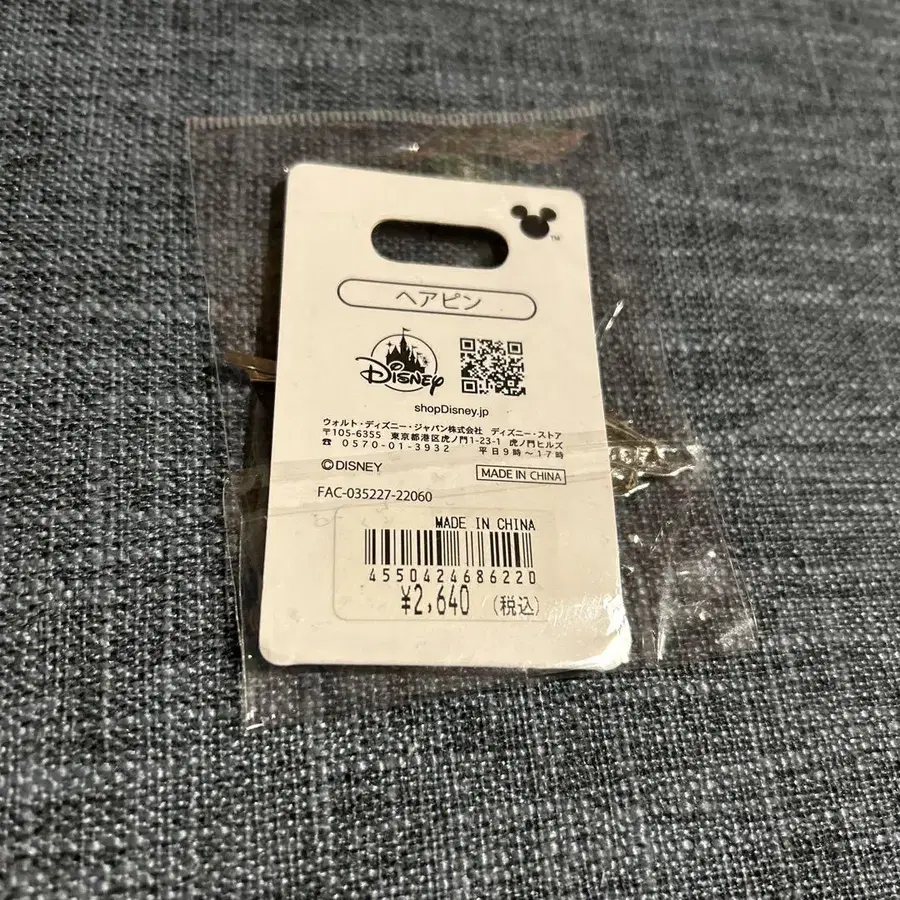 TM
ヘアピン
Disney
shopDisney.jp
ウォルト・ディズニー・ジャパン株式会社 ディズニー・ストア
〒105-6355 東京都港区虎ノ門1-23-1 虎ノ門ヒルズ
☎ 0570-01-3932 平日9時〜17時
©DISNEY
MADE IN CHINA
FAC-035227-22060
MADE IN CHINA
4550424686220
¥2,640 (税込)